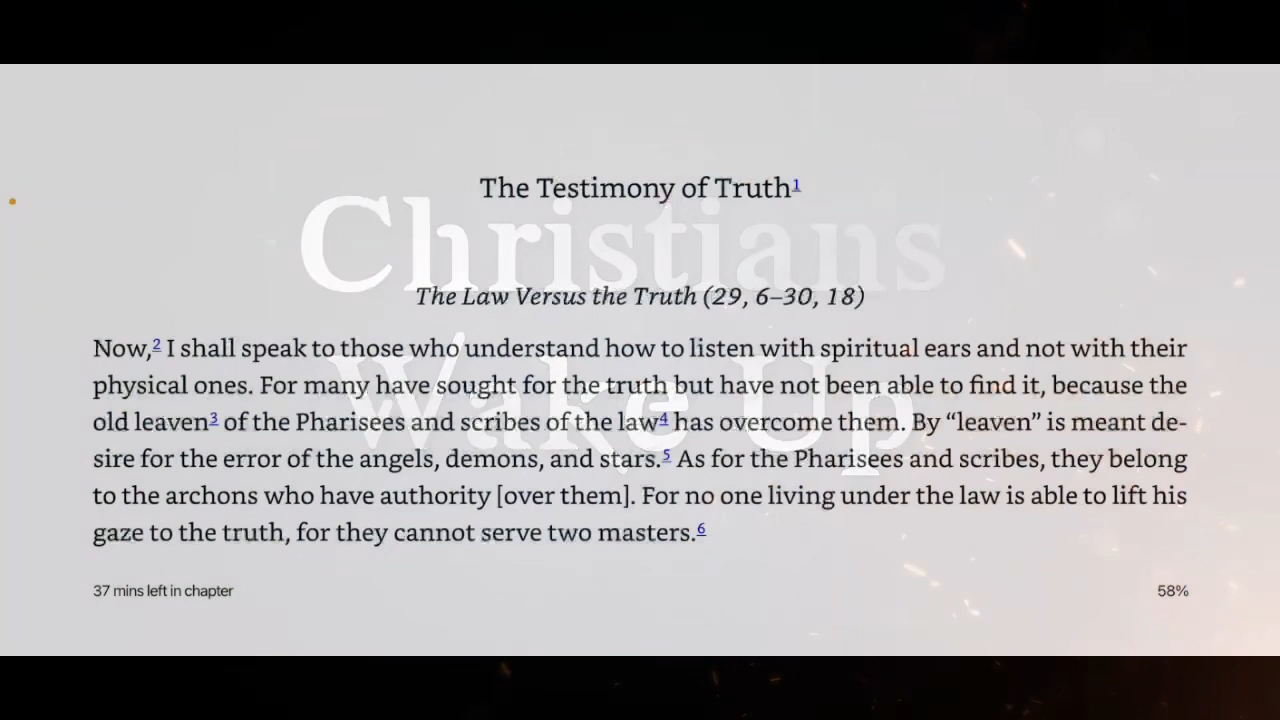 The Testimony of Truth1
Christians
The Law Versus the Truth (29, 6–30, 18)
Now,2 I shall speak to those who understand how to listen with spiritual ears and not with their
physical ones. For many have sought for the truth but have not been able to find it, because the
Wake Up
old leaven3 of the Pharisees and scribes of the law4 has overcome them. By “leaven” is meant de-
sire for the error of the angels, demons, and stars.5 As for the Pharisees and scribes, they belong
to the archons who have authority [over them]. For no one living under the law is able to lift his
gaze to the truth, for they cannot serve two masters.6
37 mins left in chapter
58%